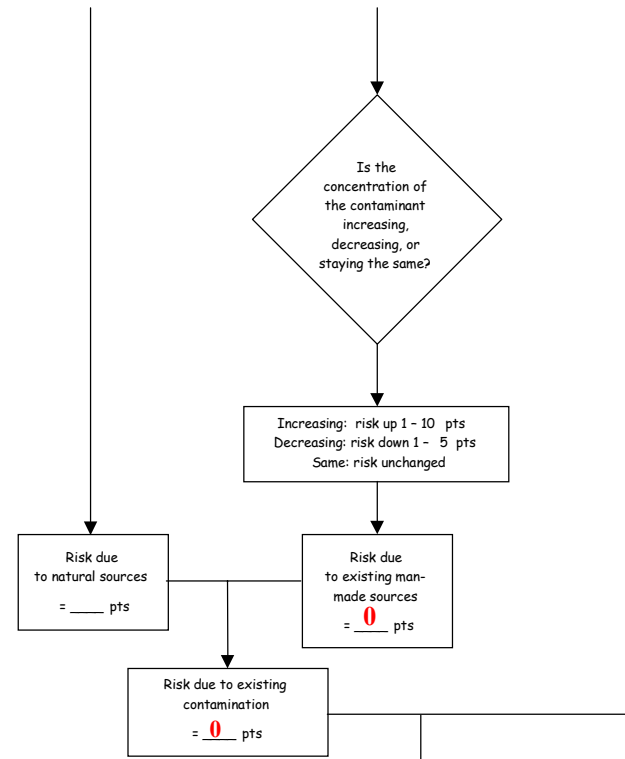 Is the
concentration of
the contaminant
increasing,
decreasing, or
staying the same?
Increasing: risk up 1 – 10 pts
Decreasing: risk down 1 – 5 pts
Same: risk unchanged
Risk due
to natural sources
= ____ pts
Risk due
to existing man-
made sources
= 0 pts
Risk due to existing
contamination
= 0 pts